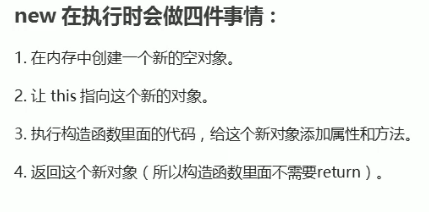 new 在执行时会做四件事情：
1. 在内存中创建一个新的空对象。
2. 让 this 指向这个新的对象。
3. 执行构造函数里面的代码，给这个新对象添加属性和方法。
4. 返回这个新对象（所以构造函数里面不需要return）。